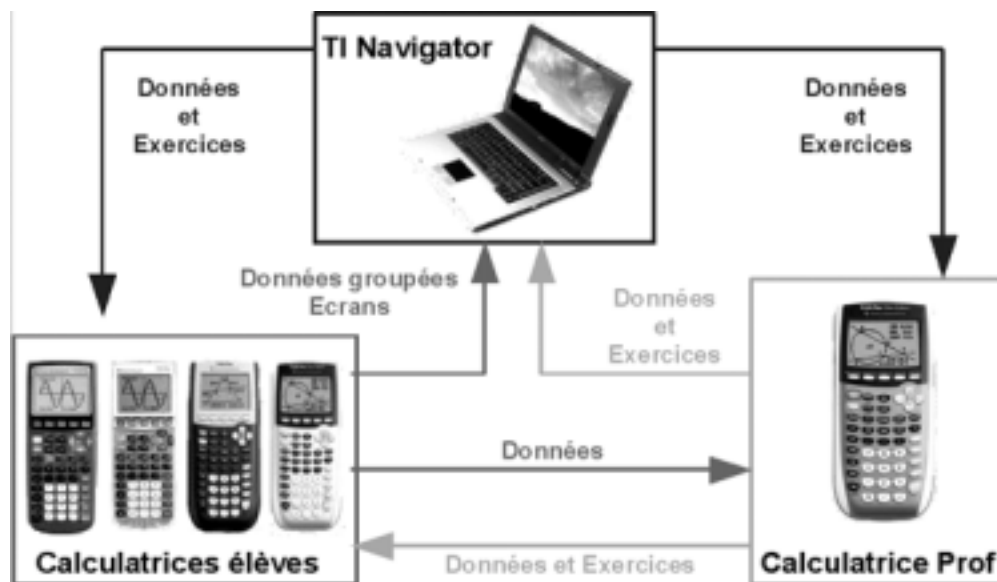 TI Navigator
Données
et
Exercices
Données
et
Exercices
Données groupées
Ecrans
Données
et
Exercices
Données
Données et Exercices
Calculatrices élèves
Calculatrice Prof